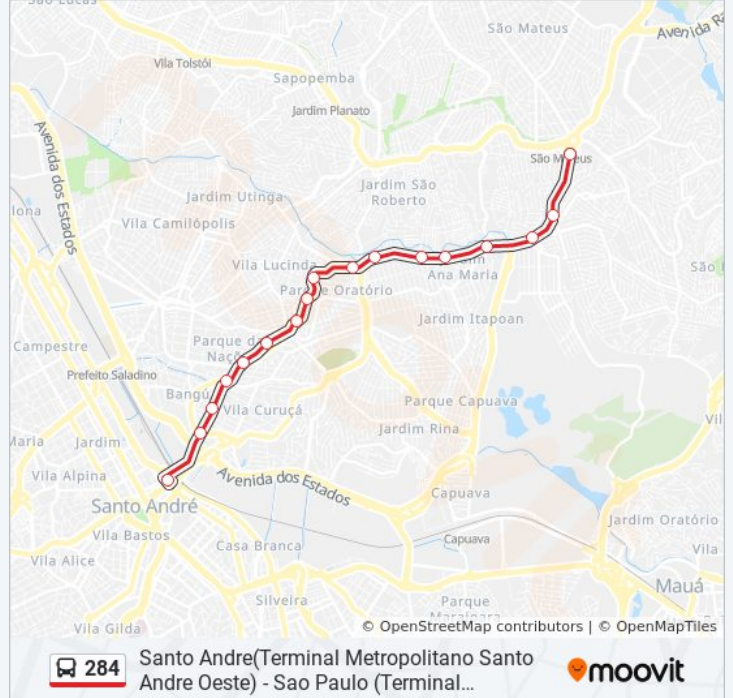 São Lucas
São Mateus
Avenida Ra
Vila Tolstói
Sapopemba
Jardim Planato
Avenida dos Estados
São Mateus
Jardim São
Roberto
Jardim Utinga
lona
Vila Camilópolis
Vila Lucinda
Ana Maria
São
Parque Oratório
Jardim Itapoan
Campestre
Parque da
Naçõ
Prefeito Saladino
Bangú
Vila Curuçá
Parque Capuava
Jardim Rina
Vil
Maria
Jardim
Vila Alpina
Avenida dos Estados
Capuava
Santo André
Jardim Oratório
Vila Bastos
Casa Branca
Capuava
Vila
Vila Alice
Silveira
Mauá
Parque
Marajoara
Vila Gilda
© OpenStreetMap contributors | © OpenMapTiles
284
Santo Andre(Terminal Metropolitano Santo
Andre Oeste) - Sao Paulo (Terminal...
moovit